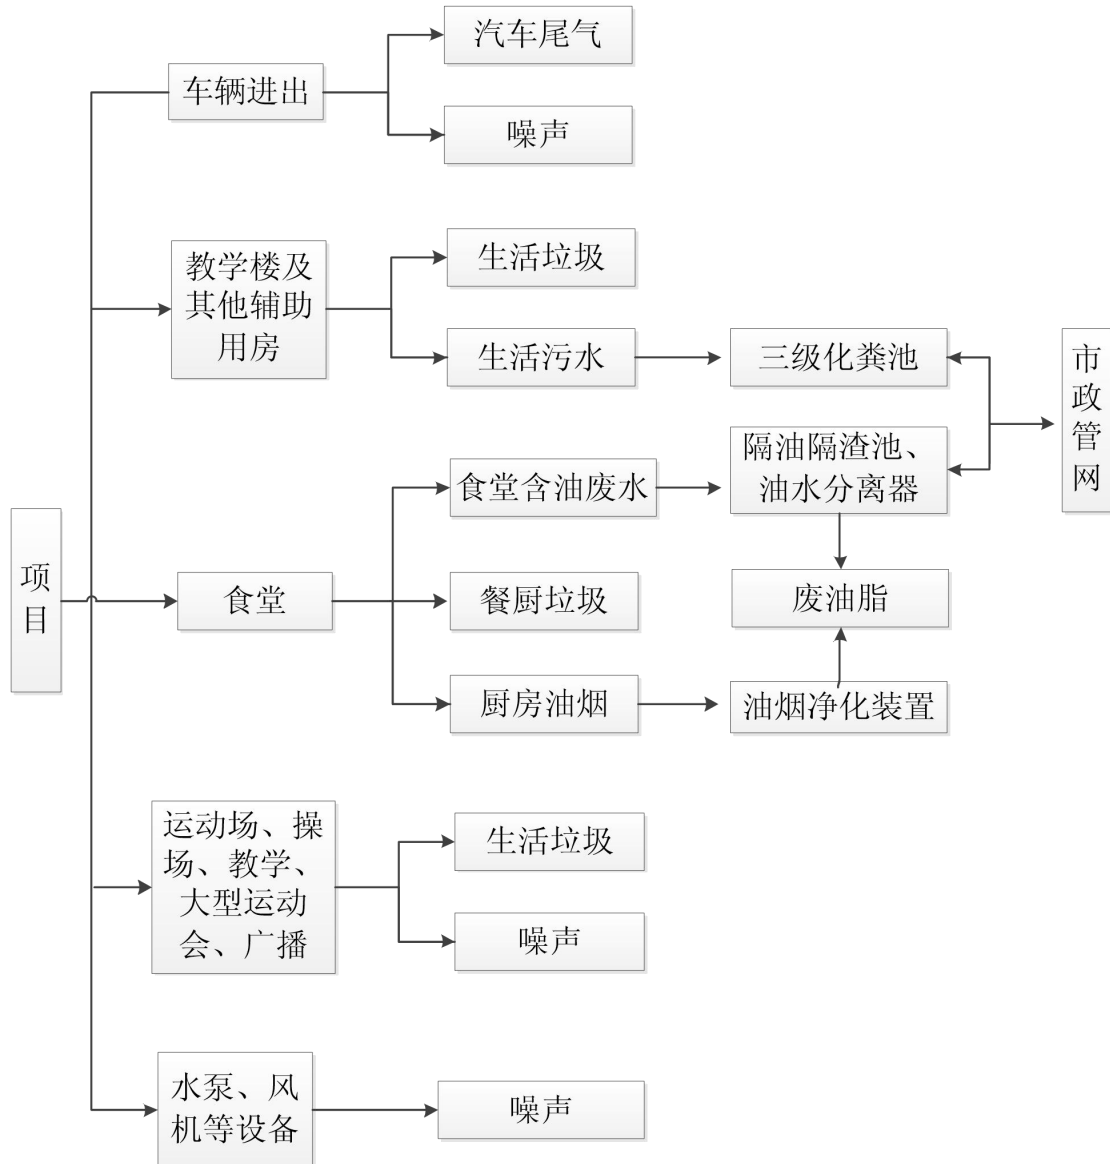 汽车尾气
车辆进出
噪声
教学楼及
其他辅助
用房
生活垃圾
生活污水
三级化粪池
市
政
管
网
食堂含油废水
隔油隔渣池、
油水分离器
项
目
食堂
餐厨垃圾
废油脂
厨房油烟
油烟净化装置
运动场、操
场、教学、
大型运动
会、广播
生活垃圾
噪声
水泵、风
机等设备
噪声